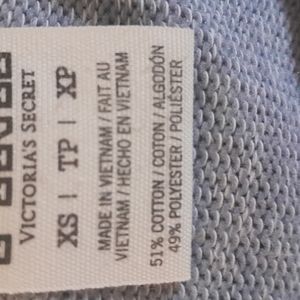 VICTORIA'S SECRET
XS | TP | XP
MADE IN VIETNAM / FAIT AU
VIETNAM / HECHO EN VIETNAM
51% COTTON / COTON / ALGODÓN
49% POLYESTER / POLIÉSTER